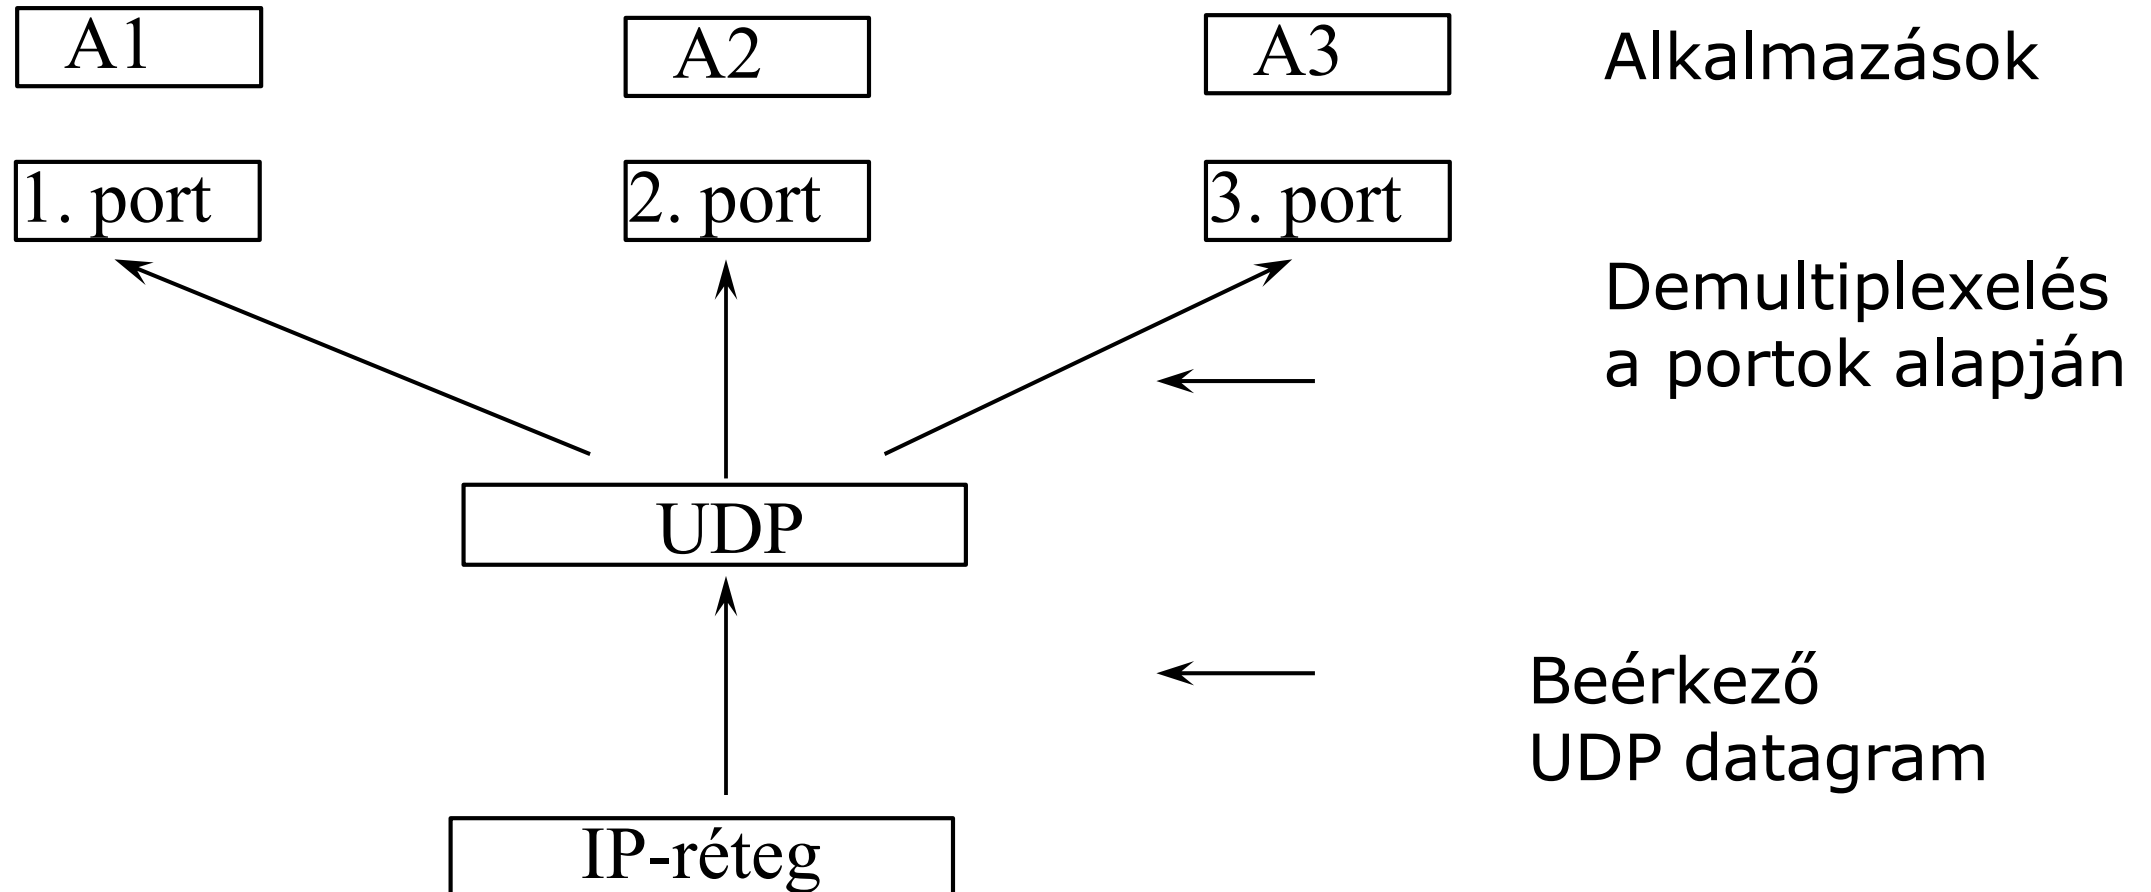 A1
A2
A3
Alkalmazások
1. port
2. port
3. port
Demultiplexelés
a portok alapján
UDP
Beérkező
UDP datagram
IP-réteg